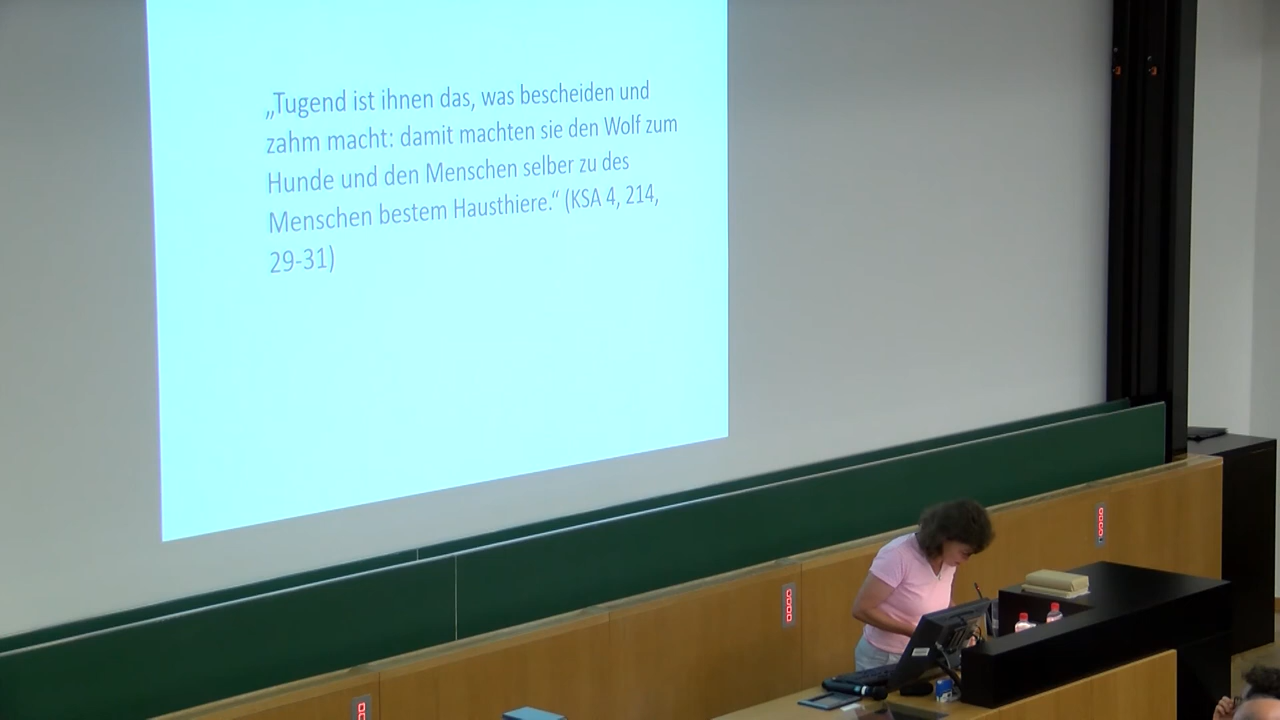 „Tugend ist ihnen das, was bescheiden und
zahm macht: damit machten sie den Wolf zum
Hunde und den Menschen selber zu des
Menschen bestem Hausthiere.“ (KSA 4, 214,
29-31)